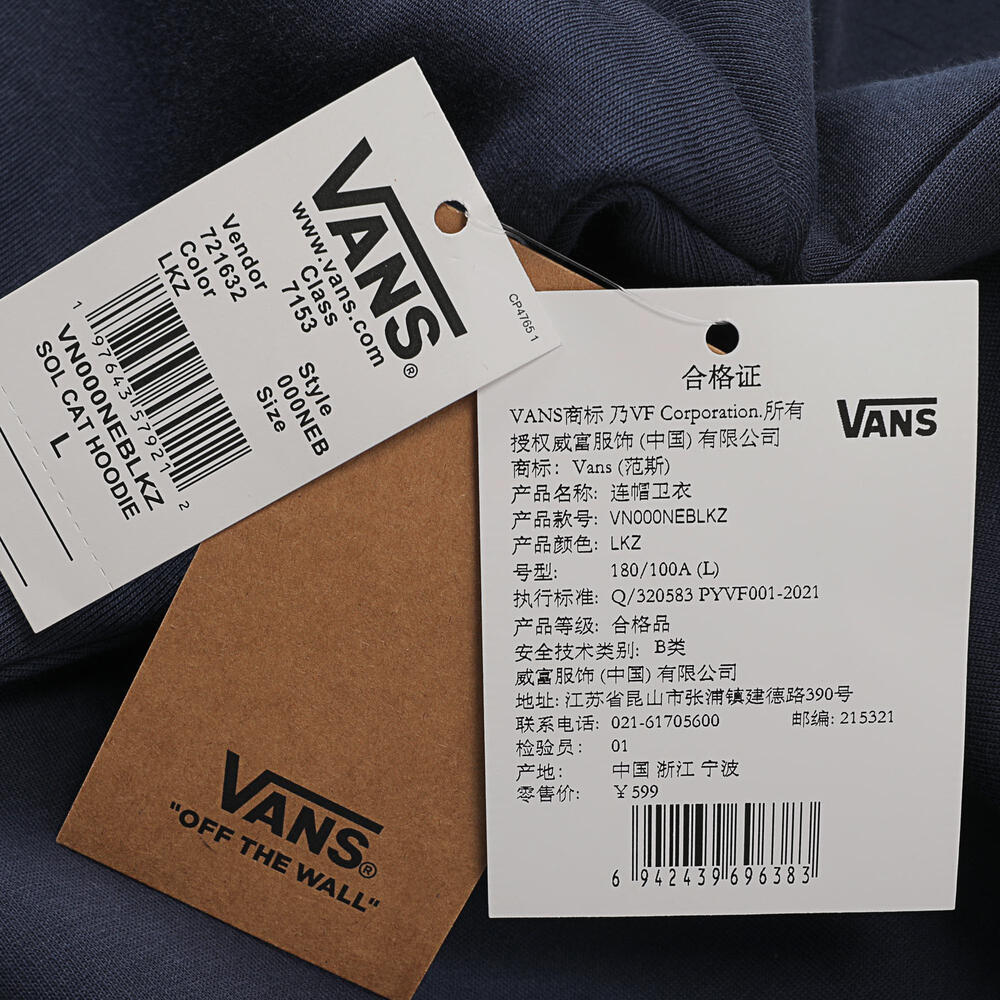 VANS®
www.vans.com
Class
7153
Style
000NEB
Size
Vendor
721632
Color
LKZ
1 97643 57921 2
VN000NEBLKZ
SOL CAT HOODIE
L
CP4765 1
VANS®
"OFF THE WALL"
合格证
VANS
VANS商标 乃VF Corporation.所有
授权威富服饰 (中国) 有限公司
商标: Vans (范斯)
产品名称: 连帽卫衣
产品款号: VN000NEBLKZ
产品颜色: LKZ
号型: 180/100A (L)
执行标准: Q/320583 PYVF001-2021
产品等级: 合格品
安全技术类别: B类
威富服饰 (中国) 有限公司
地址: 江苏省昆山市张浦镇建德路390号
联系电话: 021-61705600 邮编: 215321
检验员: 01
产地: 中国 浙江 宁波
零售价: ¥599
6 942439 696383